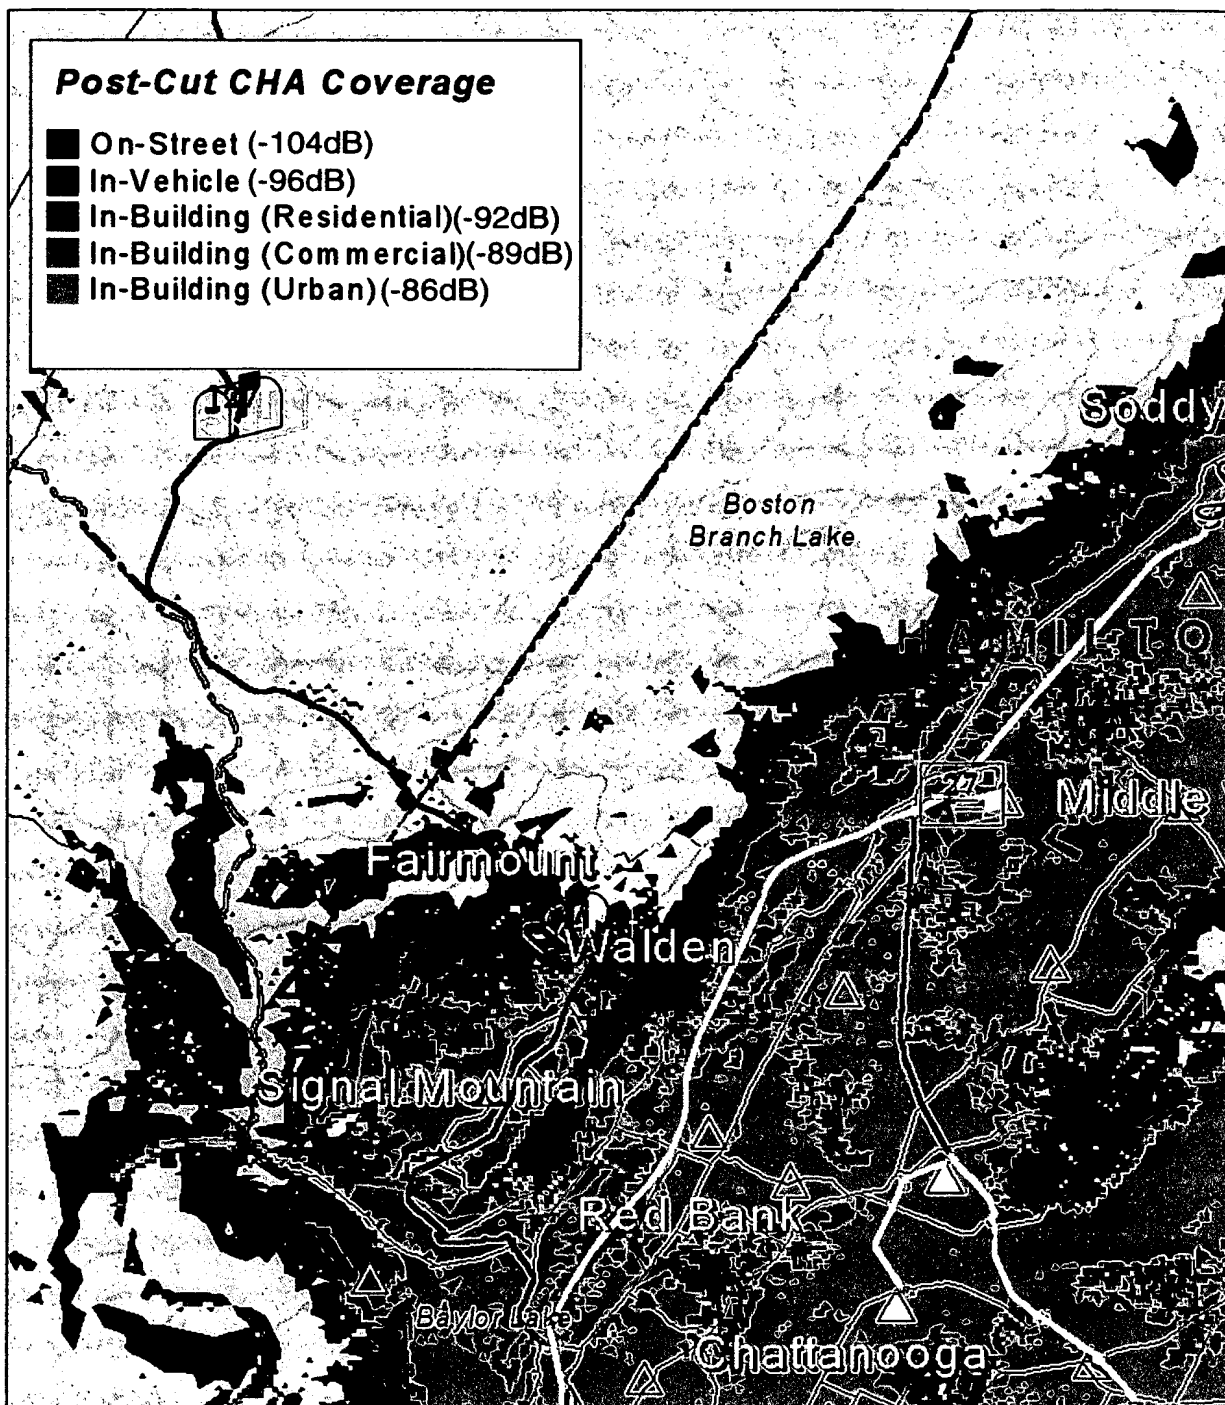 Post-Cut CHA Coverage
On-Street (-104dB)
In-Vehicle (-96dB)
In-Building (Residential)(-92dB)
In-Building (Commercial)(-89dB)
In-Building (Urban)(-86dB)
Soddy
Boston
Branch Lake
S
HAMILTO
27
Middle
Fairmount
Walden
Signal Mountain
Red Bank
Baylor Lake
Chattanooga